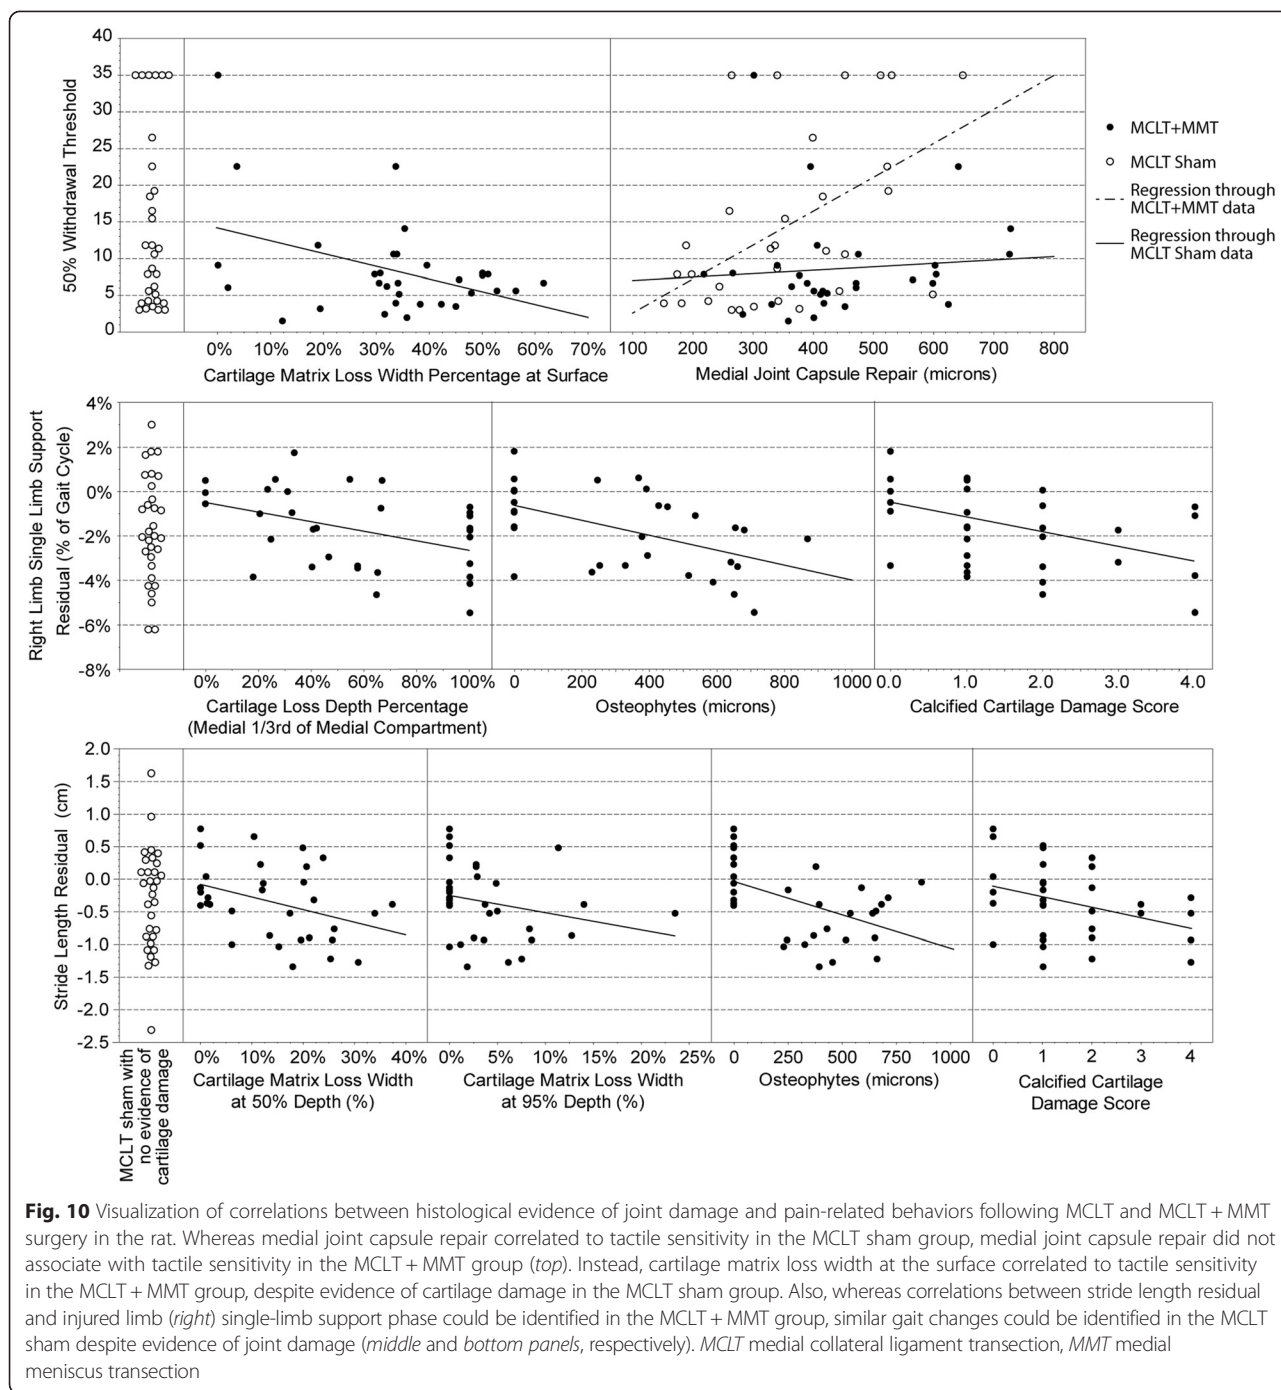 40
35
30
25
20
15
10
5
0
50% Withdrawal Threshold
0% 10% 20% 30% 40% 50% 60% 70%
Cartilage Matrix Loss Width Percentage at Surface
100 200 300 400 500 600 700 800
Medial Joint Capsule Repair (microns)
MCLT+MMT
MCLT Sham
Regression through
MCLT+MMT data
Regression through
MCLT Sham data
4%
2%
0%
-2%
-4%
-6%
-8%
Right Limb Single Limb Support
Residual (% of Gait Cycle)
0% 20% 40% 60% 80% 100%
Cartilage Loss Depth Percentage
(Medial 1/3rd of Medial Compartment)
0 200 400 600 800 1000
Osteophytes (microns)
0.0 1.0 2.0 3.0 4.0
Calcified Cartilage Damage Score
2.0
1.5
1.0
0.5
0.0
-0.5
-1.0
-1.5
-2.0
-2.5
Stride Length Residual (cm)
MCLT sham with
no evidence of
cartilage damage
0% 10% 20% 30% 40%
Cartilage Matrix Loss Width
at 50% Depth (%)
0% 5% 10% 15% 20% 25%
Cartilage Matrix Loss Width
at 95% Depth (%)
0 250 500 750 1000
Osteophytes (microns)
0 1 2 3 4
Calcified Cartilage
Damage Score
Fig. 10 Visualization of correlations between histological evidence of joint damage and pain-related behaviors following MCLT and MCLT + MMT
surgery in the rat. Whereas medial joint capsule repair correlated to tactile sensitivity in the MCLT sham group, medial joint capsule repair did not
associate with tactile sensitivity in the MCLT + MMT group (top). Instead, cartilage matrix loss width at the surface correlated to tactile sensitivity
in the MCLT + MMT group, despite evidence of cartilage damage in the MCLT sham group. Also, whereas correlations between stride length residual
and injured limb (right) single-limb support phase could be identified in the MCLT + MMT group, similar gait changes could be identified in the MCLT
sham despite evidence of joint damage (middle and bottom panels, respectively). MCLT medial collateral ligament transection, MMT medial
meniscus transection